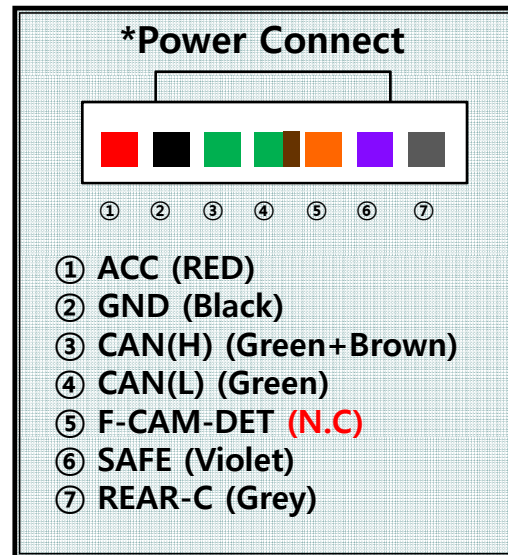 *Power Connect
① ② ③ ④ ⑤ ⑥ ⑦
① ACC (RED)
② GND (Black)
③ CAN(H) (Green+Brown)
④ CAN(L) (Green)
⑤ F-CAM-DET (N.C)
⑥ SAFE (Violet)
⑦ REAR-C (Grey)